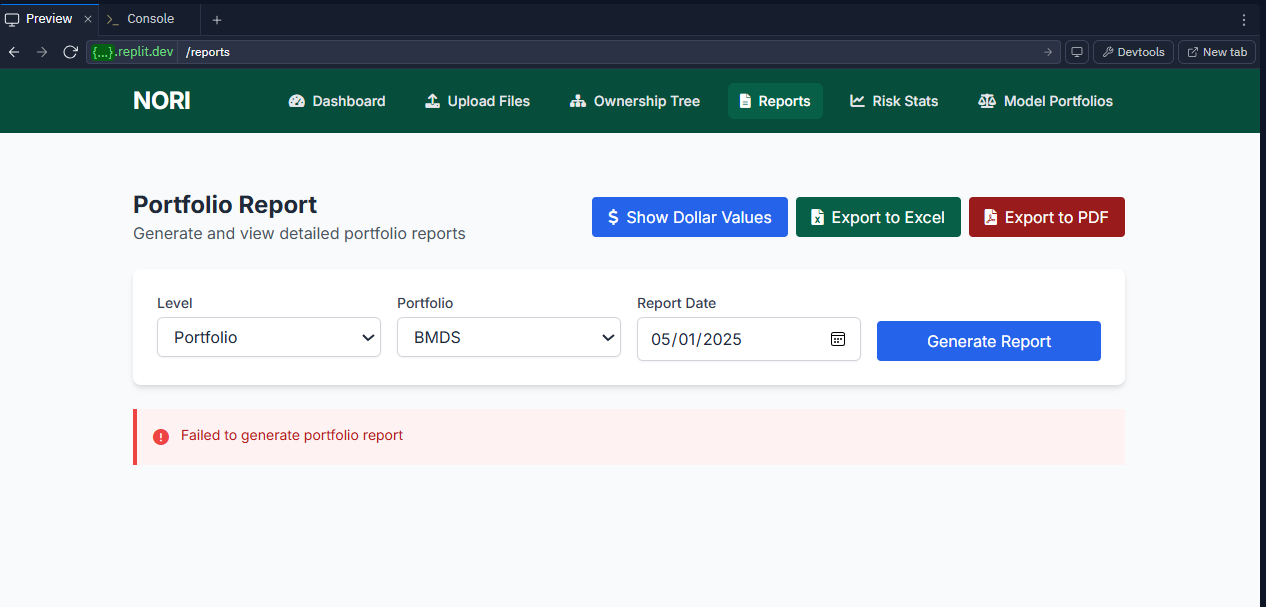 Preview
Console
{...}.replit.dev /reports
Devtools
New tab
NORI
Dashboard
Upload Files
Ownership Tree
Reports
Risk Stats
Model Portfolios
Portfolio Report
Generate and view detailed portfolio reports
$ Show Dollar Values
Export to Excel
Export to PDF
Level
Portfolio
Report Date
Portfolio
BMDS
05/01/2025
Generate Report
Failed to generate portfolio report